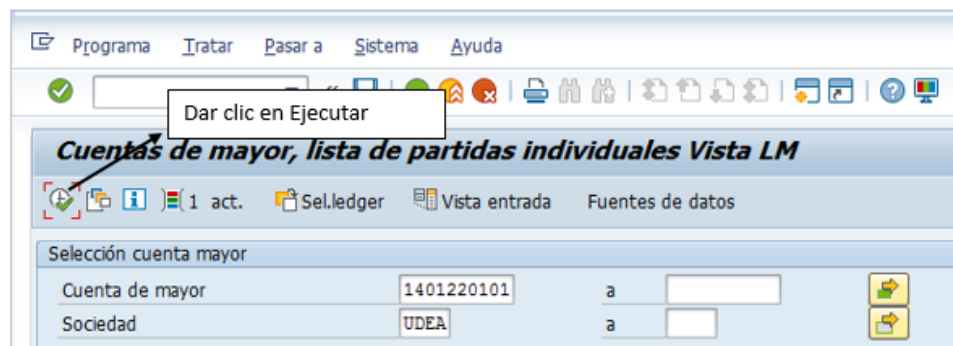 Programa Tratar Pasar a Sistema Ayuda
Dar clic en Ejecutar
Cuentas de mayor, lista de partidas individuales Vista LM
1 act. Sel.ledger Vista entrada Fuentes de datos
Selección cuenta mayor
Cuenta de mayor 1401220101 a
Sociedad UDEA a